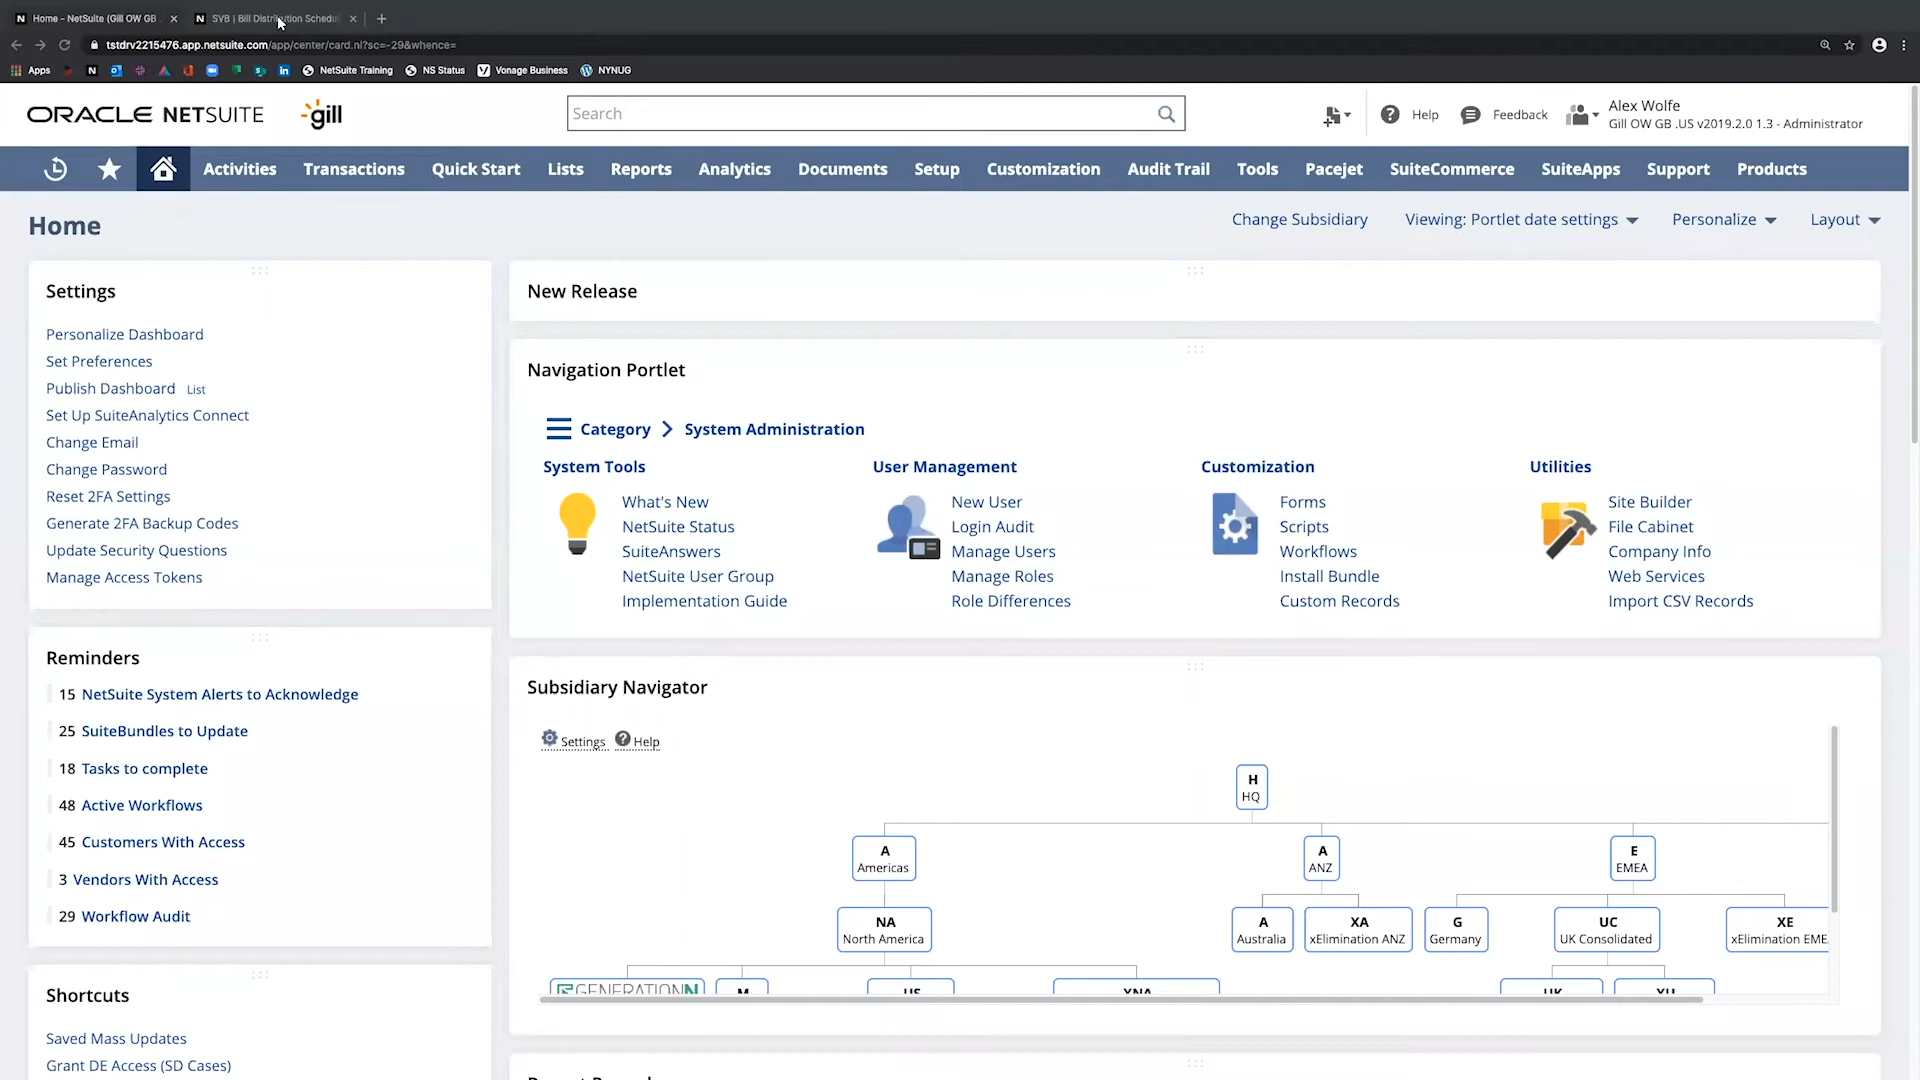 Home - NetSuite (Gill OW GB
SVB | Bill Distribution Schedul
tstdrv2215476.app.netsuite.com/app/center/card.nl?sc=-29&whence=
Apps
NetSuite Training
NS Status
Vonage Business
NYNUG
ORACLE NETSUITE
gill
Search
Help
Feedback
Alex Wolfe
Gill OW GB .US v2019.2.0 1.3 - Administrator
Activities Transactions Quick Start Lists Reports Analytics Documents Setup Customization Audit Trail Tools Pacejet SuiteCommerce SuiteApps Support Products
Home
Change Subsidiary
Viewing: Portlet date settings
Personalize
Layout
Settings
Personalize Dashboard
Set Preferences
Publish Dashboard List
Set Up SuiteAnalytics Connect
Change Email
Change Password
Reset 2FA Settings
Generate 2FA Backup Codes
Update Security Questions
Manage Access Tokens
Reminders
15 NetSuite System Alerts to Acknowledge
25 SuiteBundles to Update
18 Tasks to complete
48 Active Workflows
45 Customers With Access
3 Vendors With Access
29 Workflow Audit
Shortcuts
Saved Mass Updates
Grant DE Access (SD Cases)
New Release
Navigation Portlet
Category
System Administration
System Tools
What's New
NetSuite Status
SuiteAnswers
NetSuite User Group
Implementation Guide
User Management
New User
Login Audit
Manage Users
Manage Roles
Role Differences
Customization
Forms
Scripts
Workflows
Install Bundle
Custom Records
Utilities
Site Builder
File Cabinet
Company Info
Web Services
Import CSV Records
Subsidiary Navigator
Settings
Help
H
HQ
A
Americas
A
ANZ
E
EMEA
NA
North America
A
Australia
XA
xElimination ANZ
G
Germany
UC
UK Consolidated
XE
xElimination EME
GENERATION
M
US
XNA
UK
XU